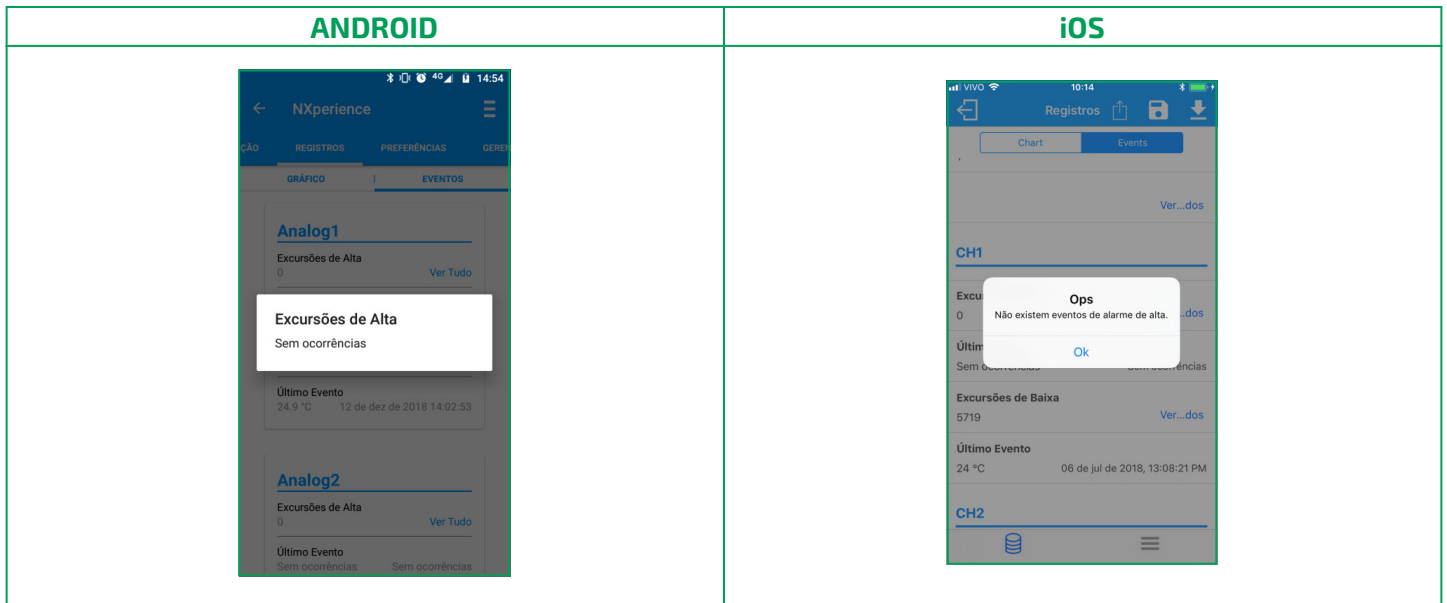 ANDROID
4G 14:54
NXperience
ÇÃO REGISTROS PREFERÊNCIAS GEREN
GRÁFICO | EVENTOS
Analog1
Excursões de Alta
0 Ver Tudo
Excursões de Alta
Sem ocorrências
Último Evento
24.9 °C 12 de dez de 2018 14:02:53
Analog2
Excursões de Alta
0 Ver Tudo
Último Evento
Sem ocorrências Sem ocorrências
iOS
VIVO 10:14
Registros
Chart Events
Ver...dos
CH1
Excu
0 ...dos
Ops
Não existem eventos de alarme de alta.
Ok
Últim
Sem ocorrências Sem ocorrências
Excursões de Baixa
5719 Ver...dos
Último Evento
24 °C 06 de jul de 2018, 13:08:21 PM
CH2